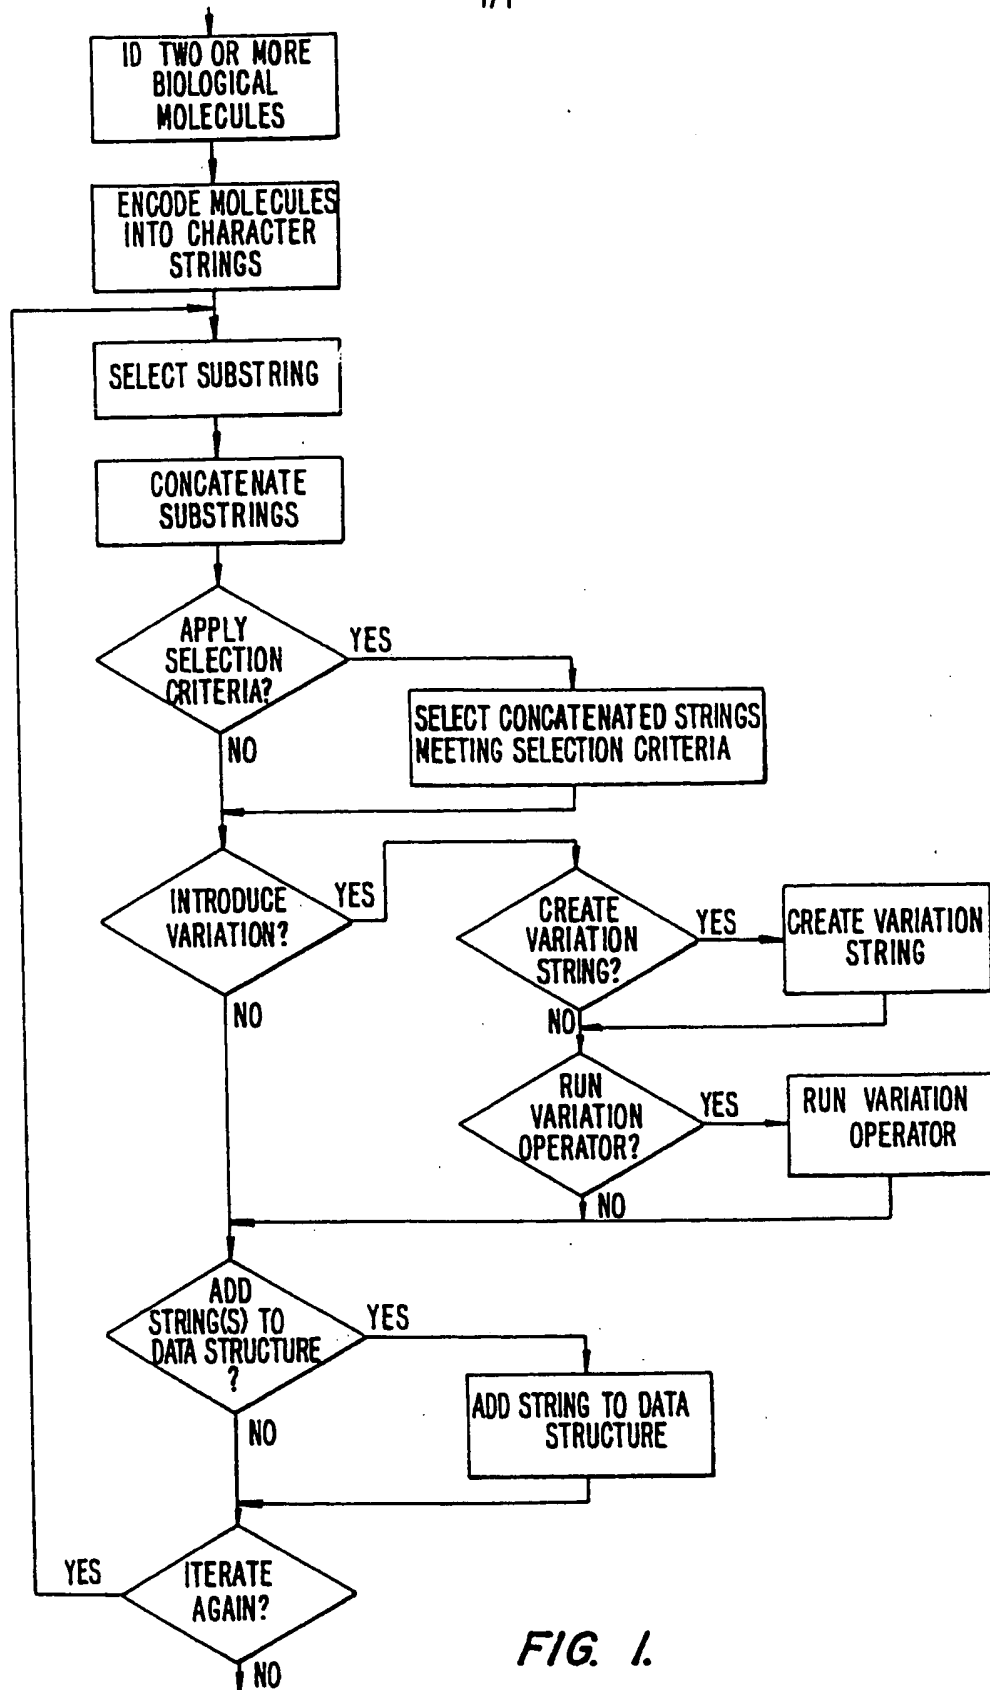 ID TWO OR MORE
BIOLOGICAL
MOLECULES
ENCODE MOLECULES
INTO CHARACTER
STRINGS
SELECT SUBSTRING
CONCATENATE
SUBSTRINGS
APPLY
SELECTION
CRITERIA?
YES
SELECT CONCATENATED STRINGS
MEETING SELECTION CRITERIA
NO
INTRODUCE
VARIATION?
YES
CREATE
VARIATION
STRING?
YES
CREATE VARIATION
STRING
NO
NO
RUN
VARIATION
OPERATOR?
YES
RUN VARIATION
OPERATOR
NO
ADD
STRING(S) TO
DATA STRUCTURE
?
YES
ADD STRING TO DATA
STRUCTURE
NO
ITERATE
AGAIN?
YES
NO
FIG. 1.